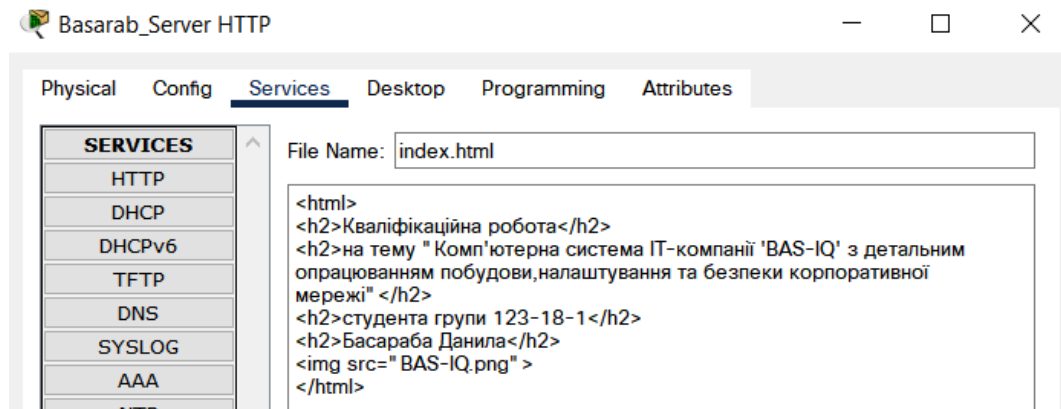 Basarab_Server HTTP
Physical Config Services Desktop Programming Attributes
SERVICES
HTTP
DHCP
DHCPv6
TFTP
DNS
SYSLOG
AAA
File Name: index.html
<html>
<h2>Кваліфікаційна робота</h2>
<h2>на тему " Комп'ютерна система ІТ-компанії 'BAS-IQ' з детальним
опрацюванням побудови,налаштування та безпеки корпоративної
мережі" </h2>
<h2>студента групи 123-18-1</h2>
<h2>Басараба Данила</h2>
<img src=" BAS-IQ.png" >
</html>